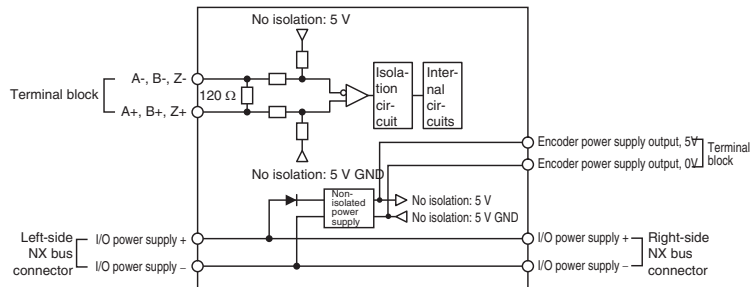 No isolation: 5 V
A-, B-, Z-
Terminal block
120 Ω
A+, B+, Z+
Isola-
tion
cir-
cuit
Inter-
nal
cir-
cuits
No isolation: 5 V GND
Encoder power supply output, 5V
Encoder power supply output, 0V
Terminal
block
Non-
isolated
power
supply
No isolation: 5 V
No isolation: 5 V GND
Left-side
NX bus
connector
I/O power supply +
I/O power supply –
I/O power supply +
I/O power supply –
Right-side
NX bus
connector